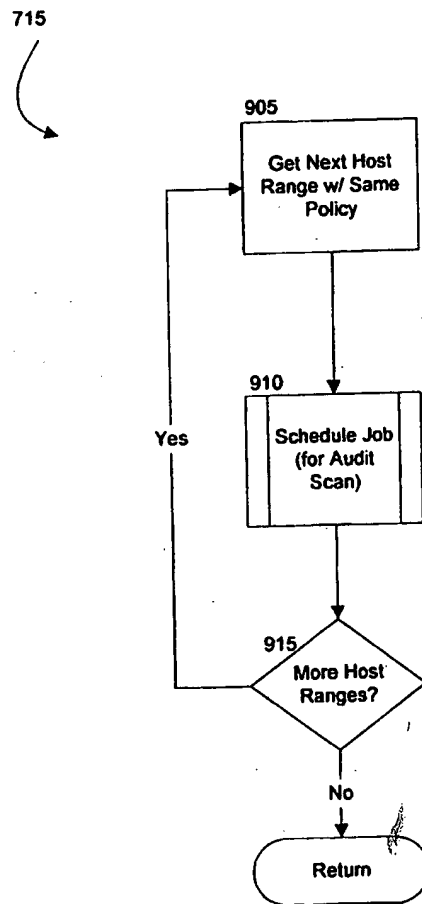 715
905
Get Next Host
Range w/ Same
Policy
910
Schedule Job
(for Audit
Scan)
Yes
915
More Host
Ranges?
No
Return